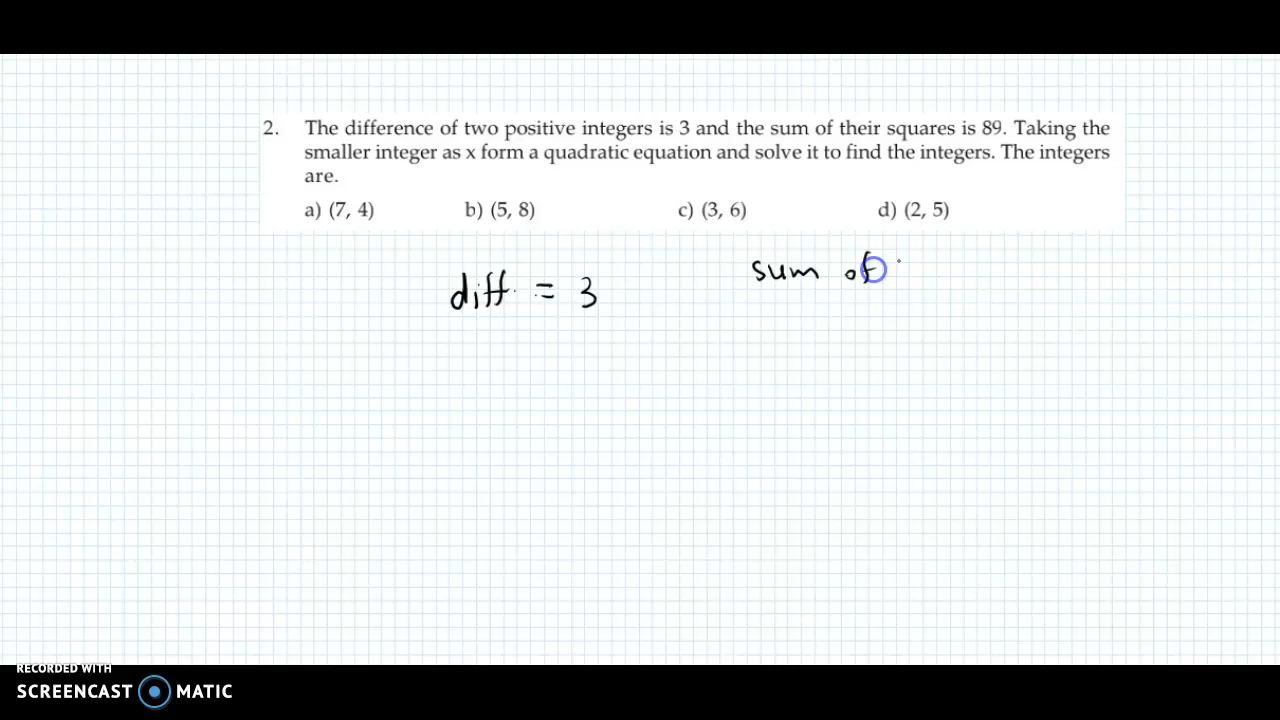 2. The difference of two positive integers is 3 and the sum of their squares is 89. Taking the
smaller integer as x form a quadratic equation and solve it to find the integers. The integers
are.
a) (7, 4) b) (5, 8) c) (3, 6) d) (2, 5)
sum of
diff = 3
RECORDED WITH
SCREENCAST MATIC